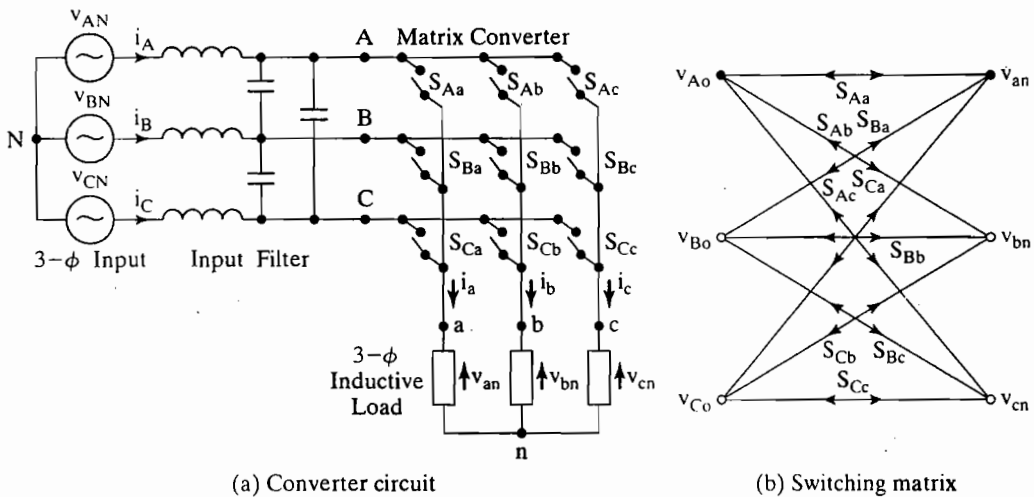 v_AN
i_A
A
Matrix Converter
S_Aa
S_Ab
S_Ac
v_BN
i_B
B
N
S_Ba
S_Bb
S_Bc
v_CN
i_C
C
3-ϕ Input
Input Filter
S_Ca
S_Cb
S_Cc
i_a
i_b
i_c
a
b
c
3-ϕ
Inductive
Load
v_an
v_bn
v_cn
n
(a) Converter circuit
v_Ao
v_an
S_Aa
S_Ab
S_Ba
S_Ac
S_Ca
v_Bo
v_bn
S_Bb
S_Cb
S_Bc
S_Cc
v_Co
v_cn
(b) Switching matrix